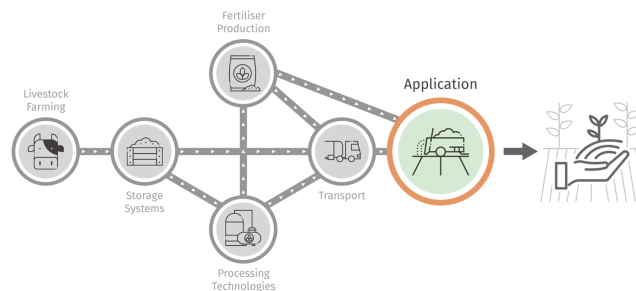 Fertiliser
Production
Application
Livestock
Farming
Storage
Systems
Transport
Processing
Technologies